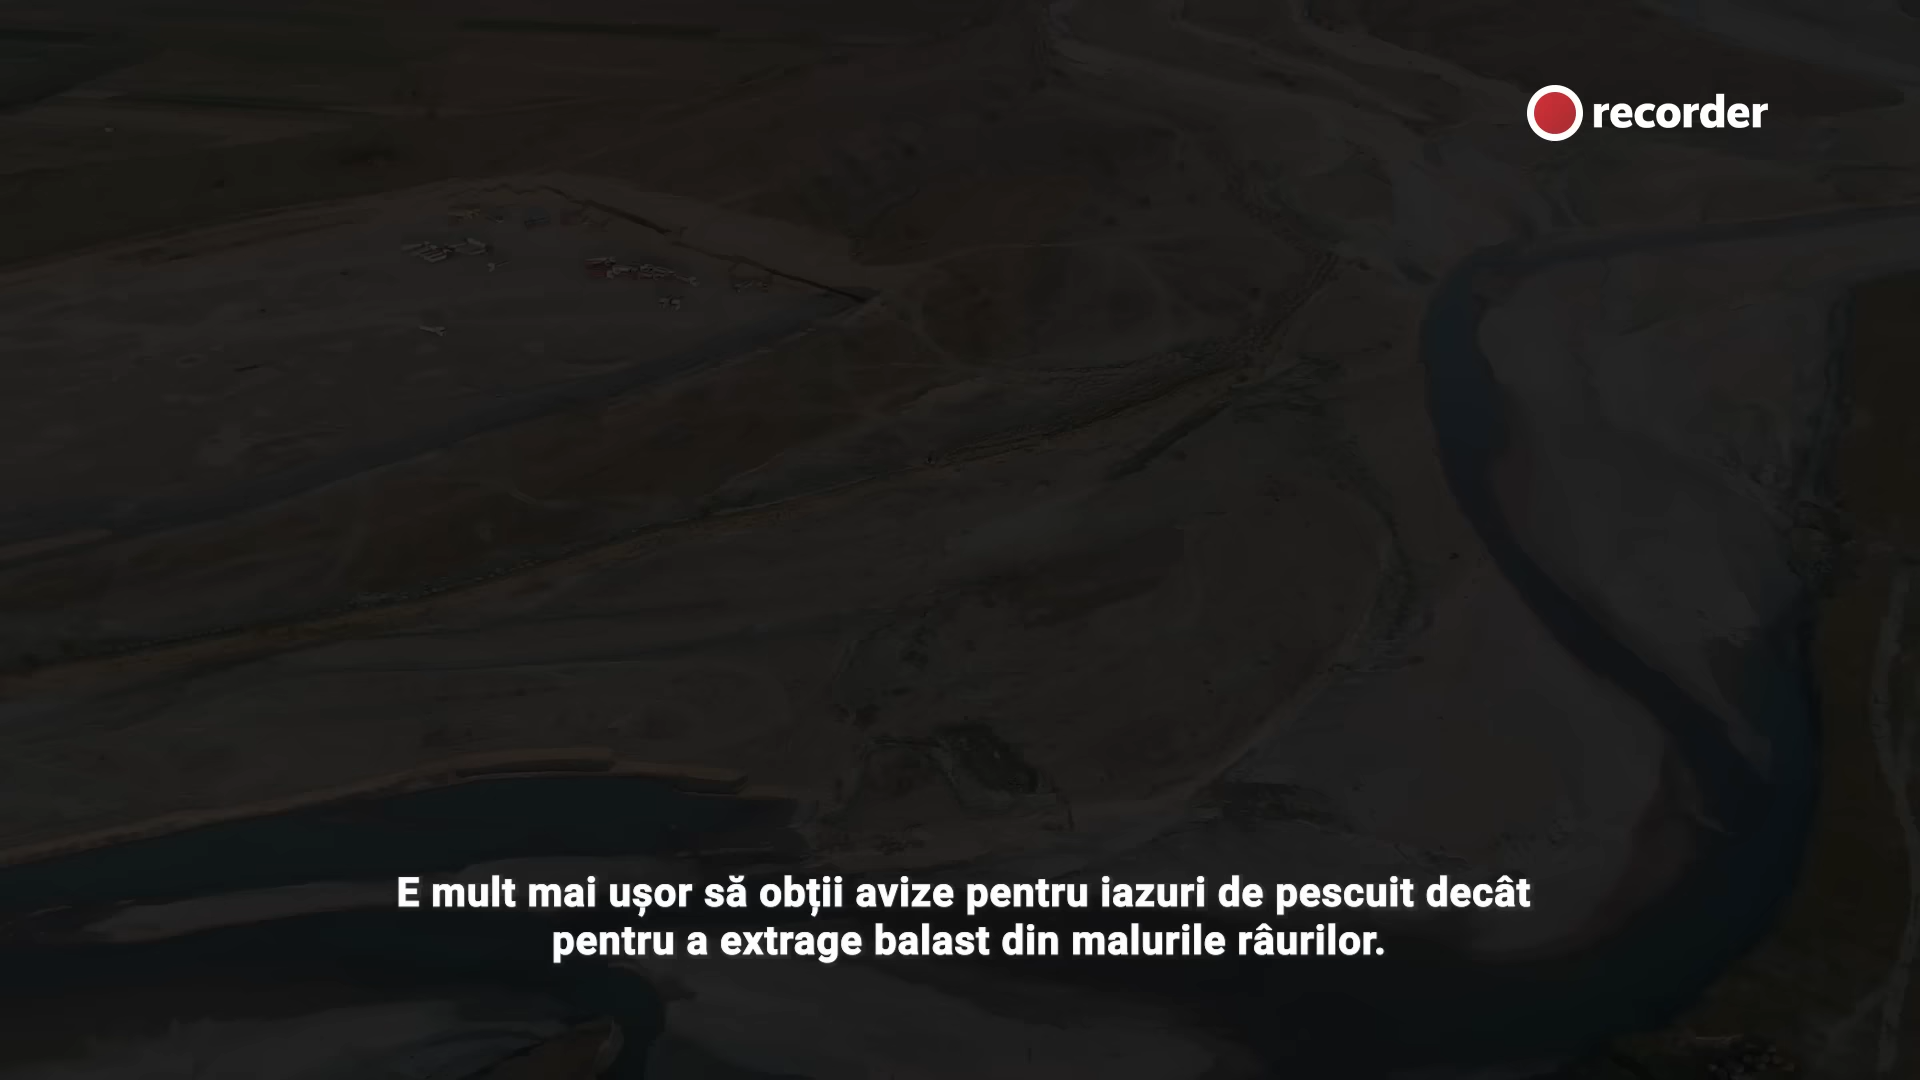 recorder
E mult mai ușor să obții avize pentru iazuri de pescuit decât
pentru a extrage balast din malurile râurilor.